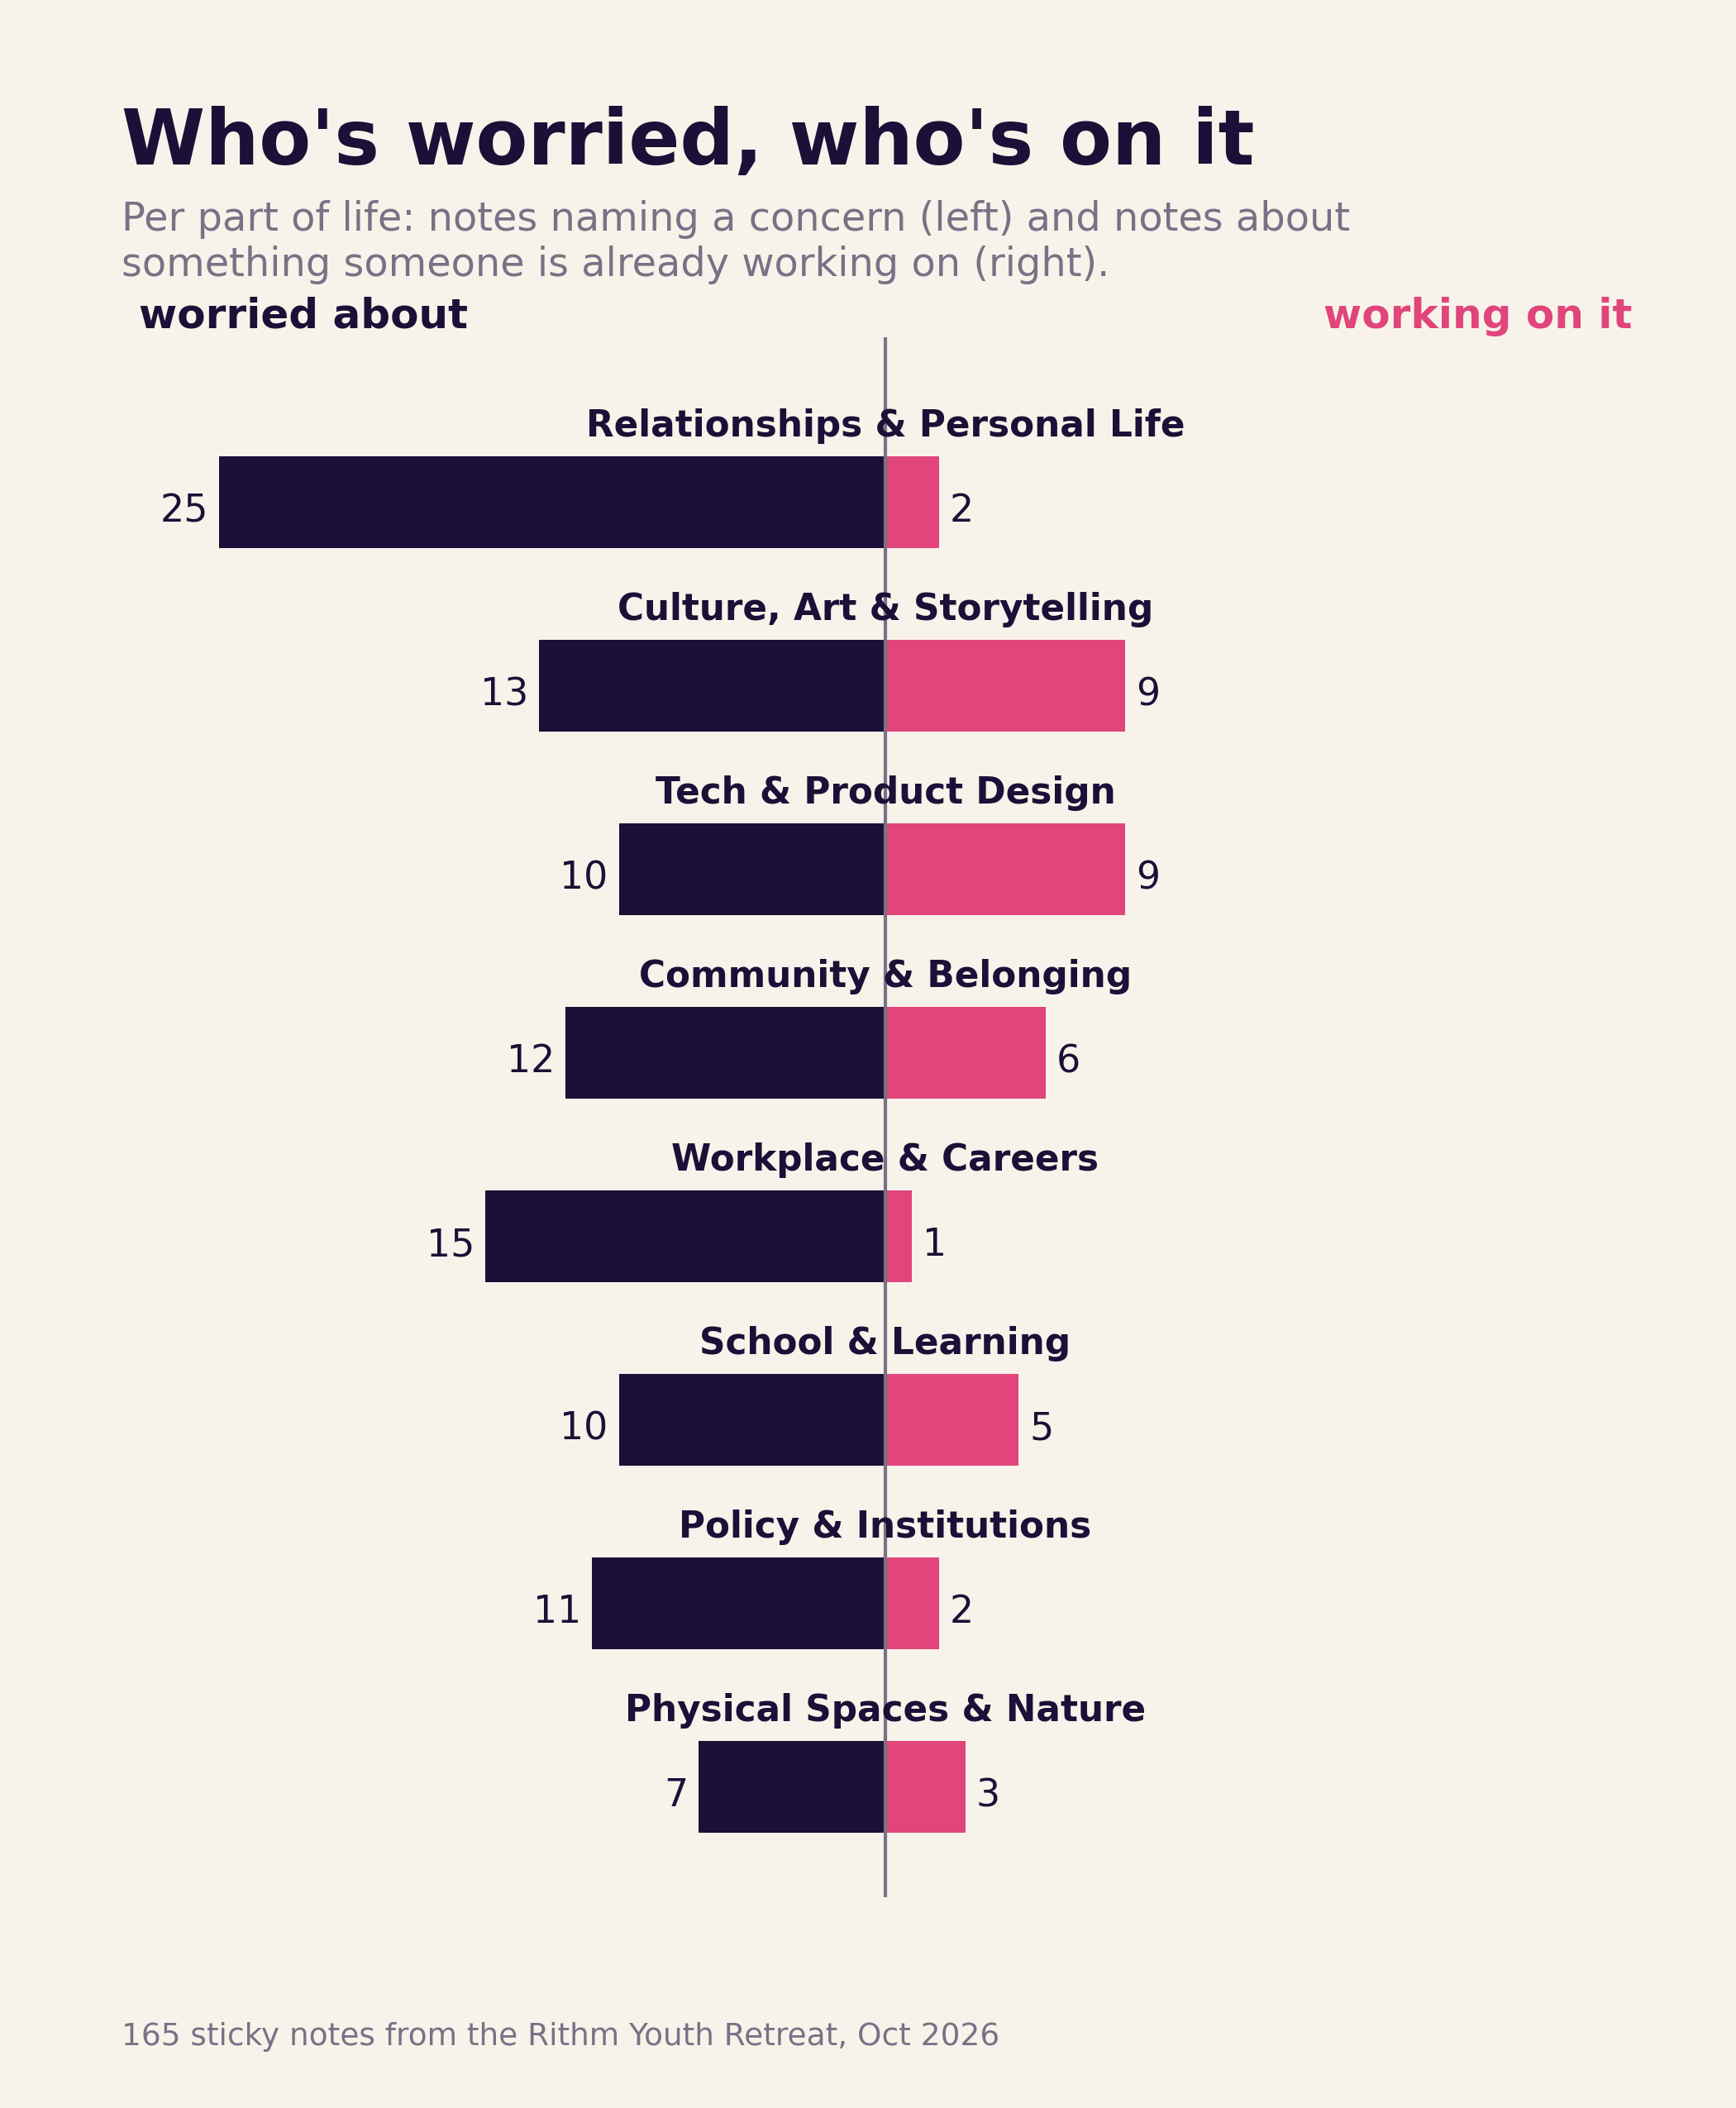 Who's worried, who's on it
Per part of life: notes naming a concern (left) and notes about
something someone is already working on (right).
worried about working on it
Relationships & Personal Life
25 2
Culture, Art & Storytelling
13 9
Tech & Product Design
10 9
Community & Belonging
12 6
Workplace & Careers
15 1
School & Learning
10 5
Policy & Institutions
11 2
Physical Spaces & Nature
7 3
165 sticky notes from the Rithm Youth Retreat, Oct 2026